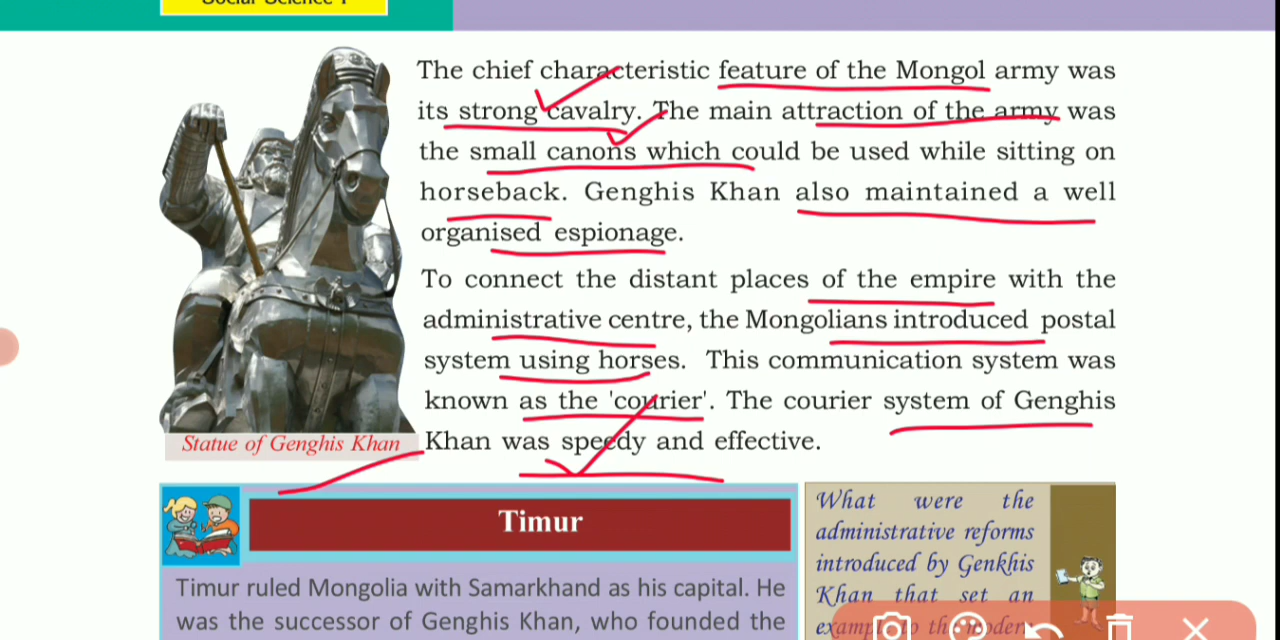 Social Science I
The chief characteristic feature of the Mongol army was
its strong cavalry. The main attraction of the army was
the small canons which could be used while sitting on
horseback. Genghis Khan also maintained a well
organised espionage.
To connect the distant places of the empire with the
administrative centre, the Mongolians introduced postal
system using horses. This communication system was
known as the 'courier'. The courier system of Genghis
Khan was speedy and effective.
Statue of Genghis Khan
Timur
Timur ruled Mongolia with Samarkhand as his capital. He
was the successor of Genghis Khan, who founded the
What were the
administrative reforms
introduced by Genkhis
Khan that set an